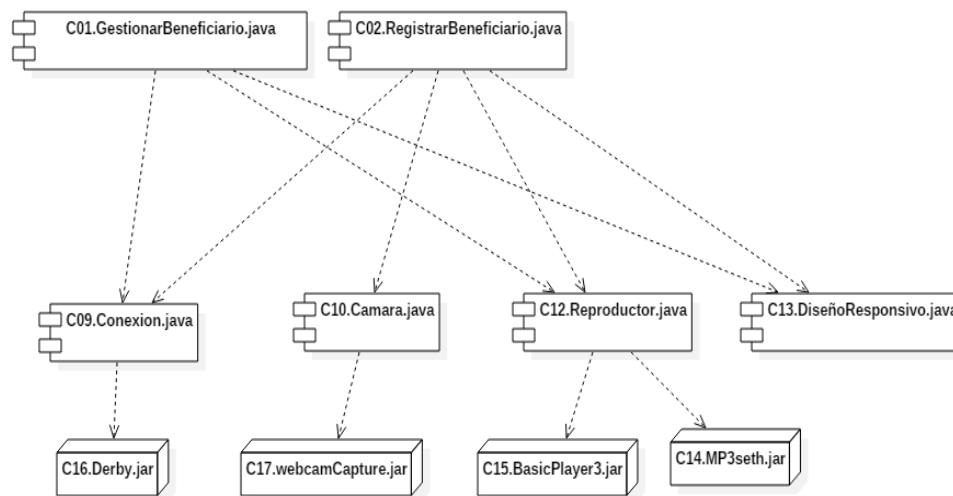 C01.GestionarBeneficiario.java
C02.RegistrarBeneficiario.java
C09.Conexion.java
C10.Camara.java
C12.Reproductor.java
C13.DiseñoResponsivo.java
C16.Derby.jar
C17.webcamCapture.jar
C15.BasicPlayer3.jar
C14.MP3seth.jar